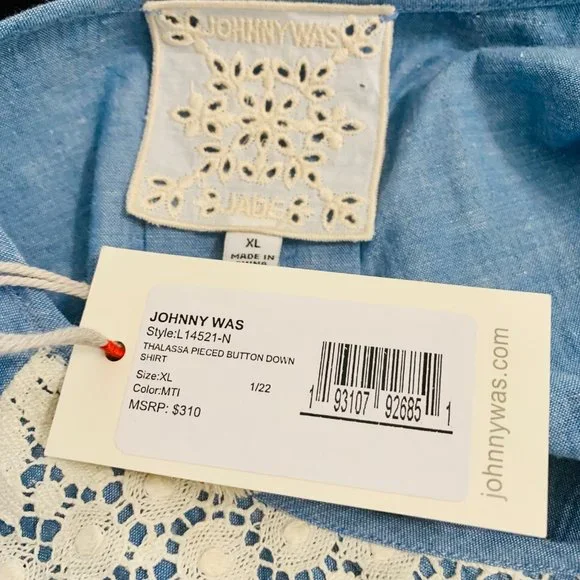 JOHNNY WAS
JADE
XL
MADE IN
CHINA
JOHNNY WAS
Style:L14521-N
THALASSA PIECED BUTTON DOWN
SHIRT
Size:XL 1/22
Color:MTI
MSRP: $310
1 93107 92685 1
johnnywas.com